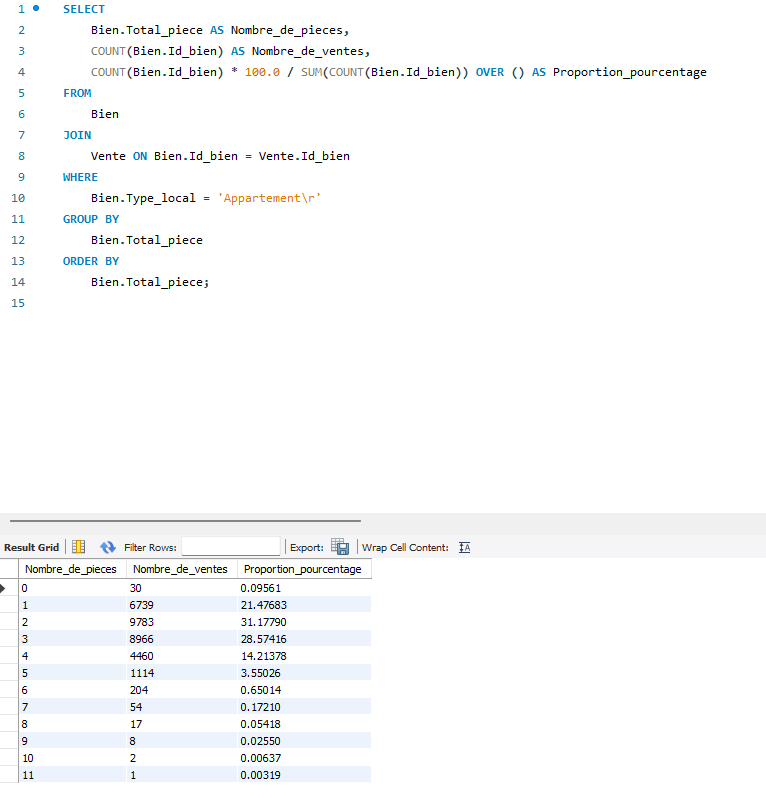 1 SELECT
2 Bien.Total_piece AS Nombre_de_pieces,
3 COUNT(Bien.Id_bien) AS Nombre_de_ventes,
4 COUNT(Bien.Id_bien) * 100.0 / SUM(COUNT(Bien.Id_bien)) OVER () AS Proportion_pourcentage
5 FROM
6 Bien
7 JOIN
8 Vente ON Bien.Id_bien = Vente.Id_bien
9 WHERE
10 Bien.Type_local = 'Appartement\r'
11 GROUP BY
12 Bien.Total_piece
13 ORDER BY
14 Bien.Total_piece;
15
Result Grid Filter Rows: Export: Wrap Cell Content:
Nombre_de_pieces Nombre_de_ventes Proportion_pourcentage
0 30 0.09561
1 6739 21.47683
2 9783 31.17790
3 8966 28.57416
4 4460 14.21378
5 1114 3.55026
6 204 0.65014
7 54 0.17210
8 17 0.05418
9 8 0.02550
10 2 0.00637
11 1 0.00319